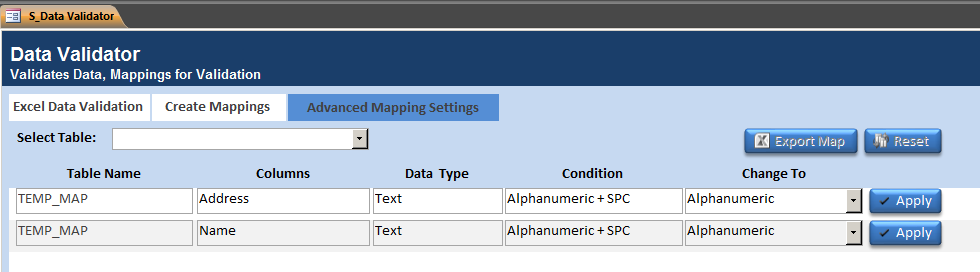 S_Data Validator
Data Validator
Validates Data, Mappings for Validation
Excel Data Validation Create Mappings Advanced Mapping Settings
Select Table: Export Map Reset
Table Name Columns Data Type Condition Change To
TEMP_MAP Address Text Alphanumeric + SPC Alphanumeric Apply
TEMP_MAP Name Text Alphanumeric + SPC Alphanumeric Apply